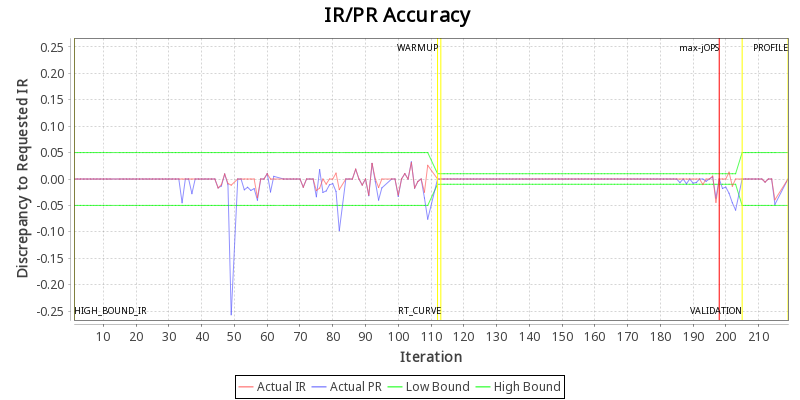 IR/PR Accuracy
Discrepancy to Requested IR
0.25
0.20
0.15
0.10
0.05
0.00
-0.05
-0.10
-0.15
-0.20
-0.25
WARMUP
max-jOPS
PROFILE
HIGH_BOUND_IR
RT_CURVE
VALIDATION
10 20 30 40 50 60 70 80 90 100 110 120 130 140 150 160 170 180 190 200 210
Iteration
Actual IR Actual PR Low Bound High Bound